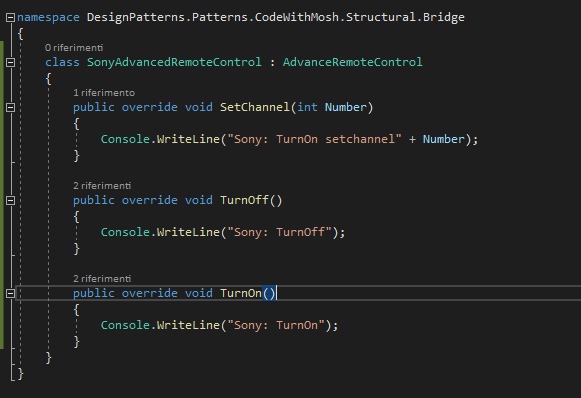 namespace DesignPatterns.Patterns.CodeWithMosh.Structural.Bridge
{
0 riferimenti
class SonyAdvancedRemoteControl : AdvanceRemoteControl
{
1 riferimento
public override void SetChannel(int Number)
{
Console.WriteLine("Sony: TurnOn setchannel" + Number);
}
2 riferimenti
public override void TurnOff()
{
Console.WriteLine("Sony: TurnOff");
}
2 riferimenti
public override void TurnOn()
{
Console.WriteLine("Sony: TurnOn");
}
}
}